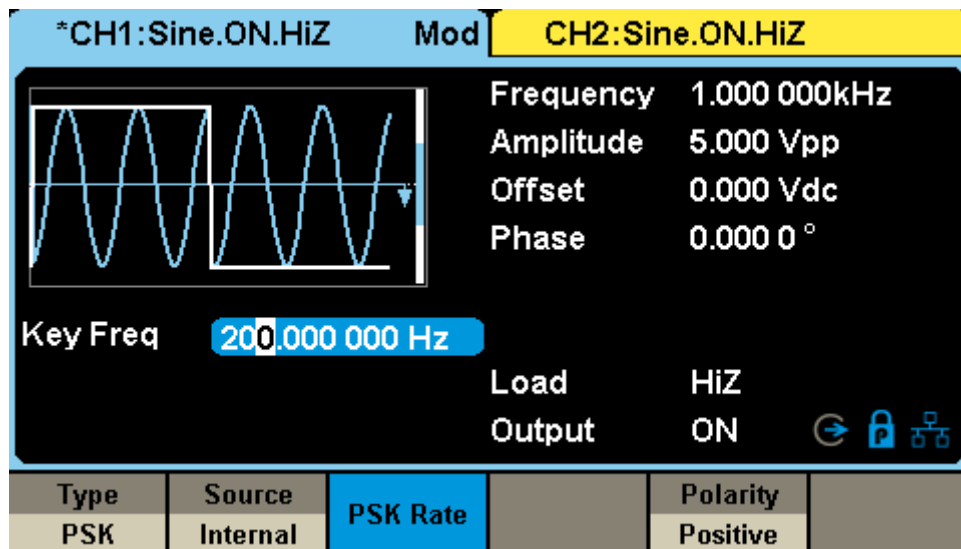 *CH1:Sine.ON.HiZ Mod CH2:Sine.ON.HiZ
Frequency 1.000 000kHz
Amplitude 5.000 Vpp
Offset 0.000 Vdc
Phase 0.000 0 °
Key Freq 200.000 000 Hz
Load HiZ
Output ON P
Type Source PSK Rate Polarity
PSK Internal Positive